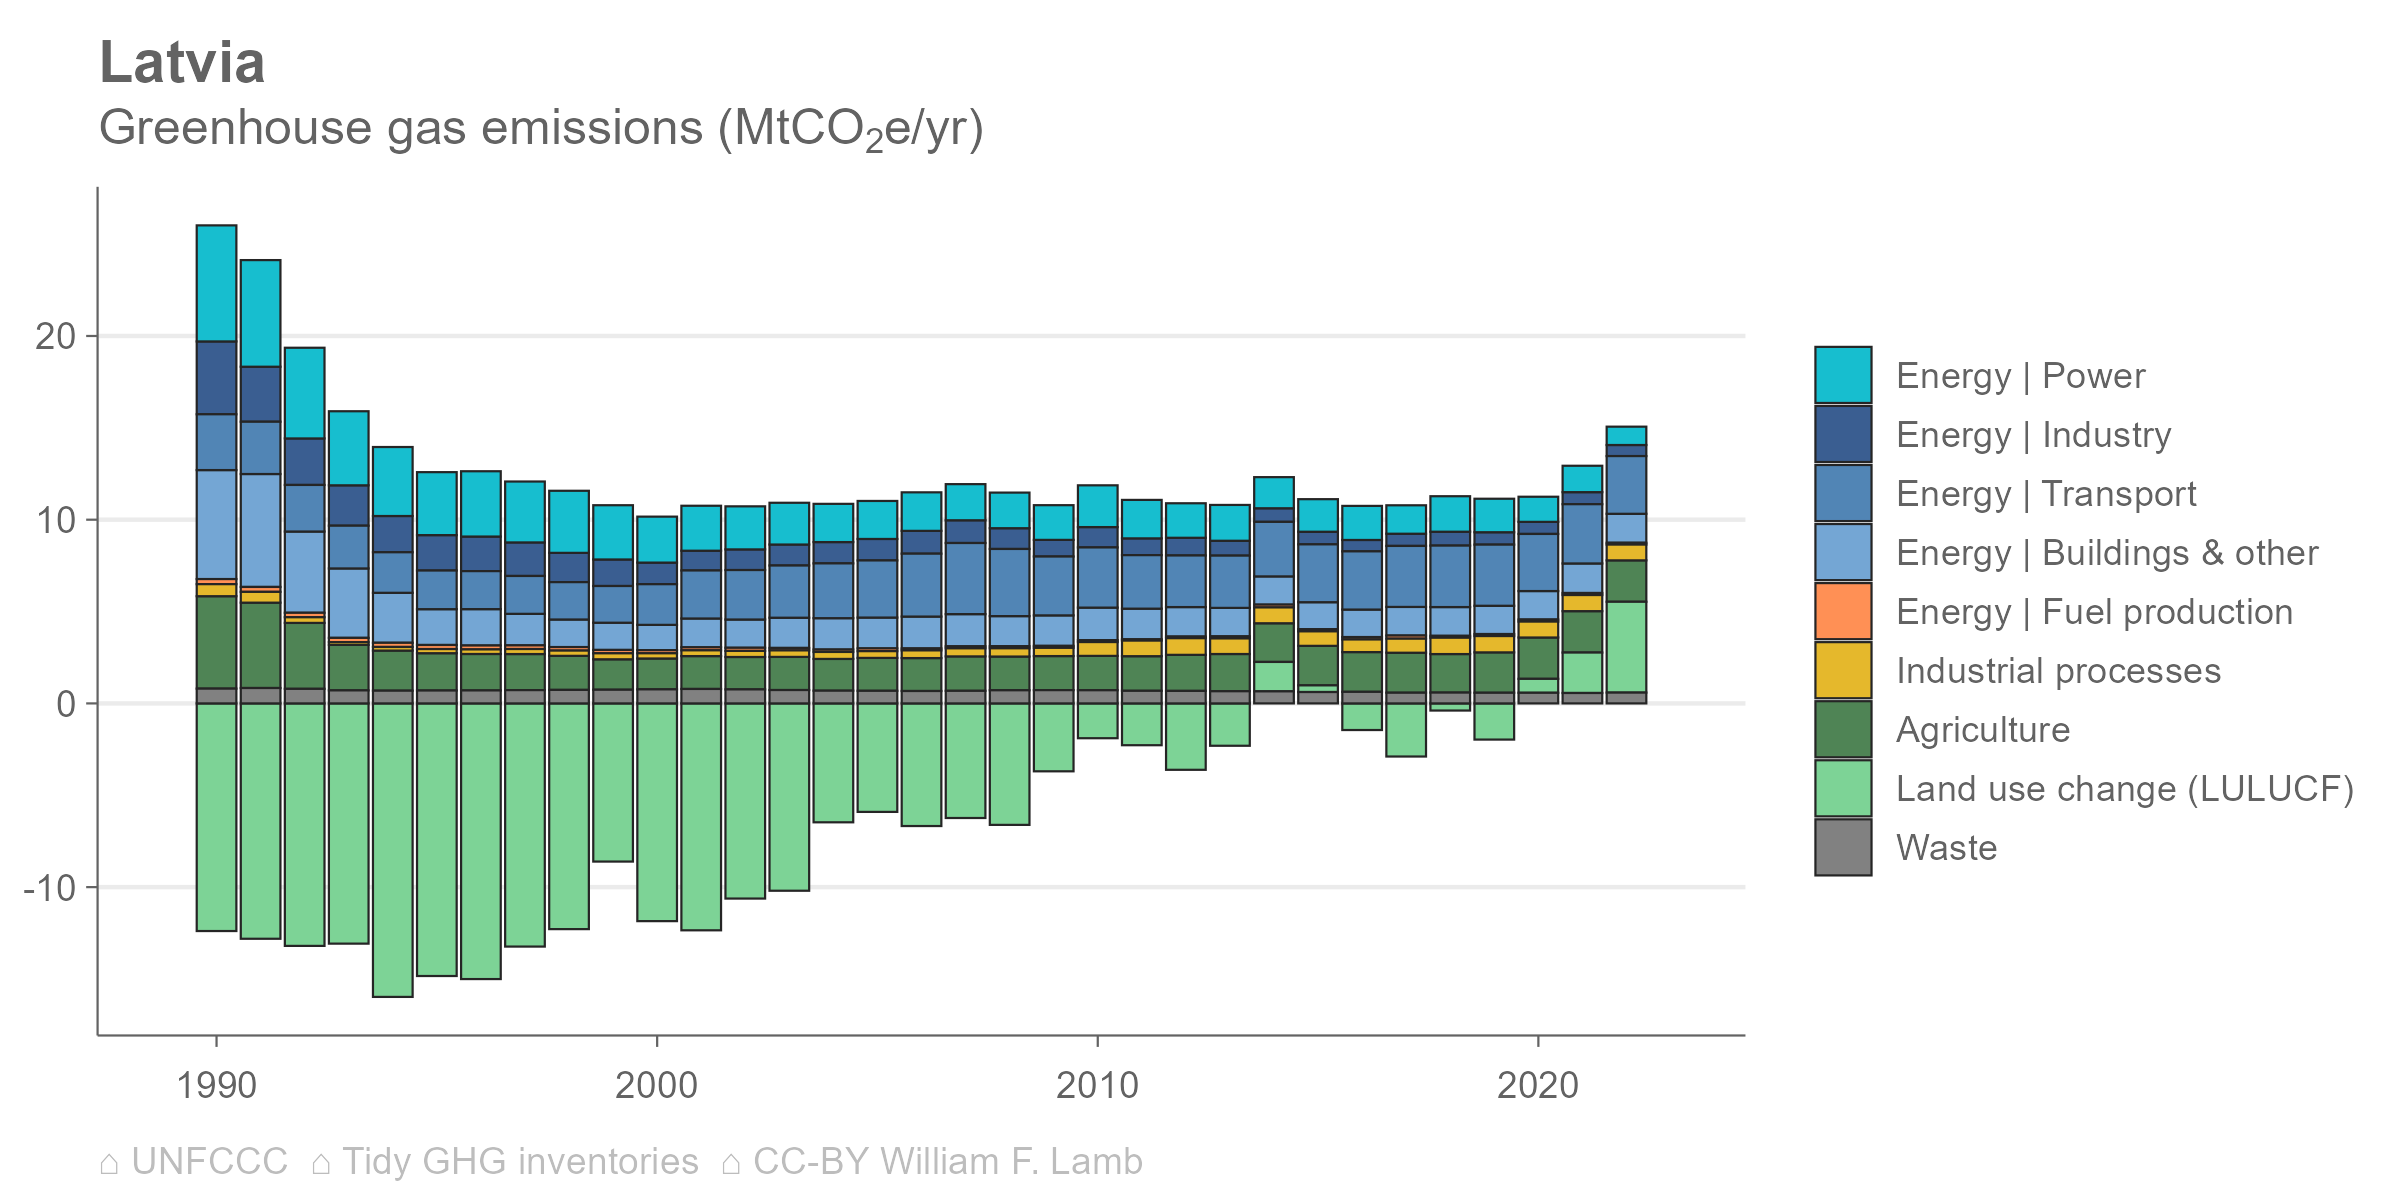 Latvia
Greenhouse gas emissions (MtCO₂e/yr)
20
10
0
-10
1990
2000
2010
2020
Energy | Power
Energy | Industry
Energy | Transport
Energy | Buildings & other
Energy | Fuel production
Industrial processes
Agriculture
Land use change (LULUCF)
Waste
⌂ UNFCCC ⌂ Tidy GHG inventories ⌂ CC-BY William F. Lamb